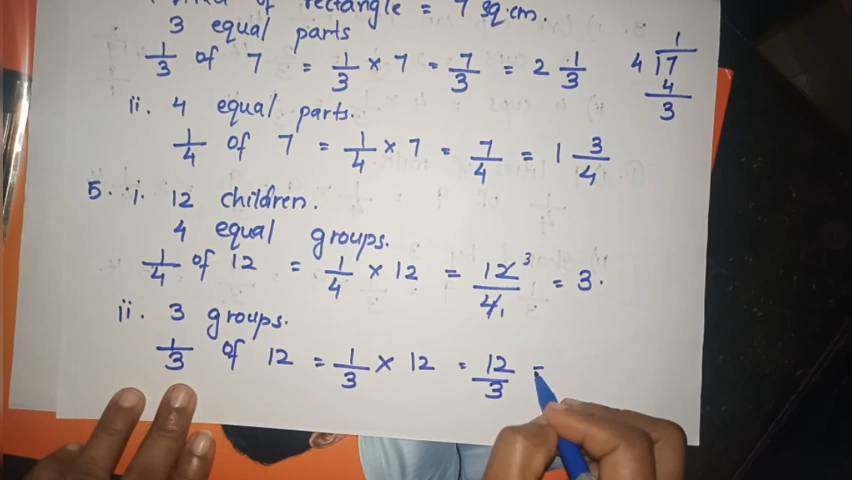 of rectangle = 7 sq.cm.
3 equal parts
1/3 of 7 = 1/3 × 7 = 7/3 = 2 1/3
1
4 17
4
3
ii. 4 equal parts.
1/4 of 7 = 1/4 × 7 = 7/4 = 1 3/4
5. i. 12 children.
4 equal groups.
1/4 of 12 = 1/4 × 12 = 12 3/4 1 = 3.
ii. 3 groups.
1/3 of 12 = 1/3 × 12 = 12/3 =